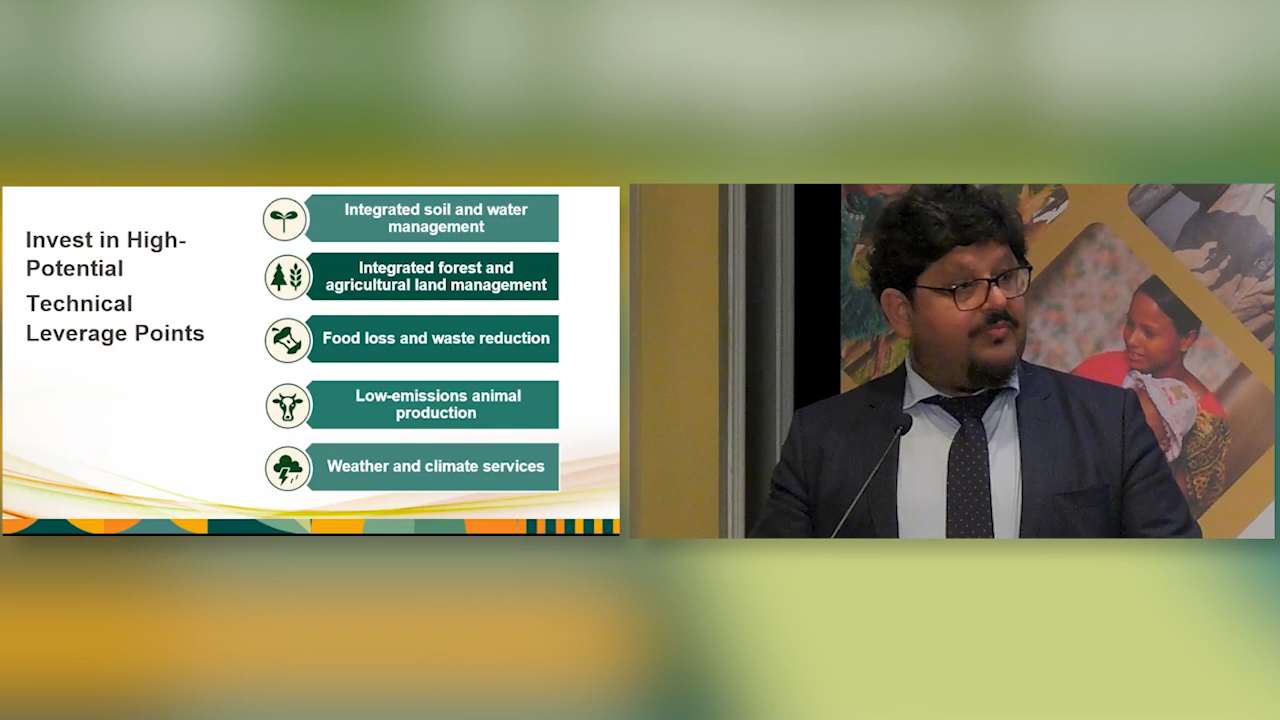 Invest in High-
Potential
Technical
Leverage Points
Integrated soil and water
management
Integrated forest and
agricultural land management
Food loss and waste reduction
Low-emissions animal
production
Weather and climate services